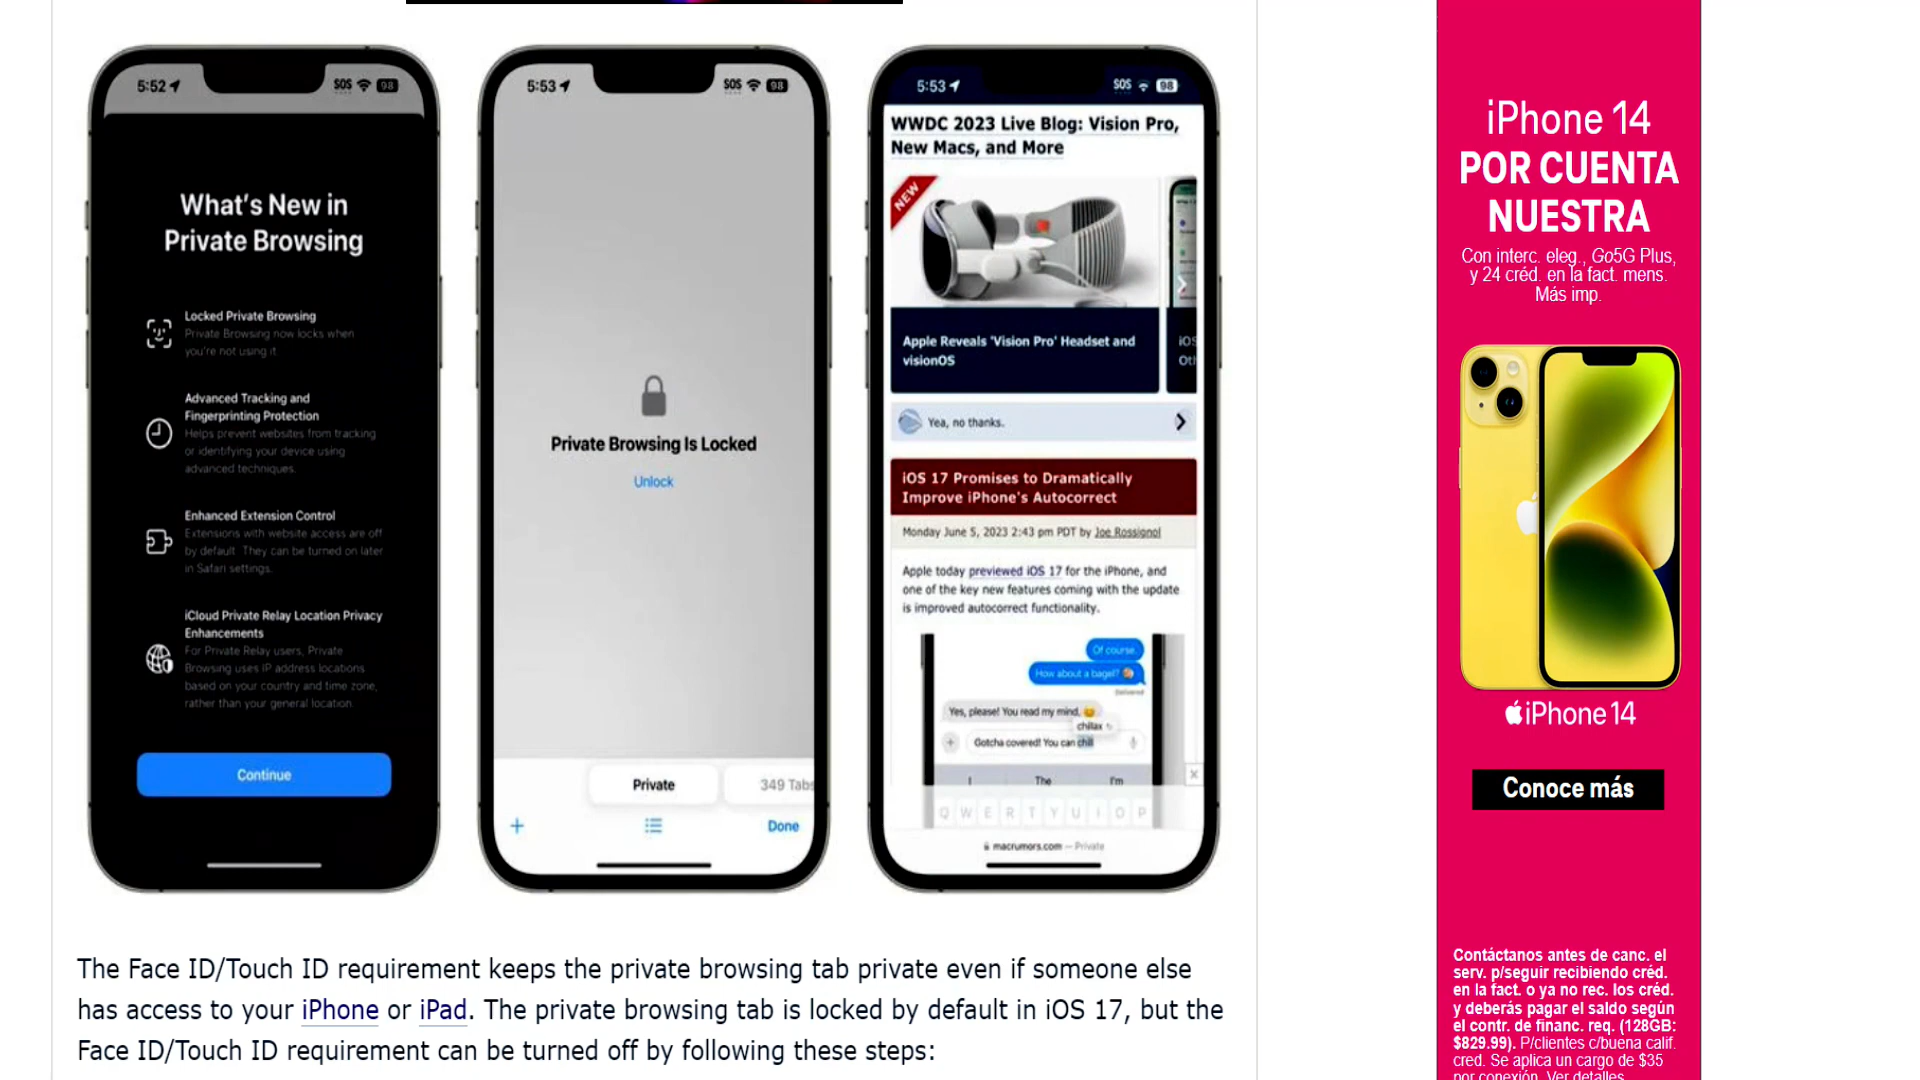 5:52
SOS
98
What's New in
Private Browsing
Locked Private Browsing
Private Browsing now locks when
you're not using it.
Advanced Tracking and
Fingerprinting Protection
Helps prevent websites from tracking
or identifying your device using
advanced techniques.
Enhanced Extension Control
Extensions with website access are off
by default. They can be turned on later
in Safari settings.
iCloud Private Relay Location Privacy
Enhancements
For Private Relay users, Private
Browsing uses IP address locations
based on your country and time zone,
rather than your general location.
Continue
5:53
SOS
98
Private Browsing Is Locked
Unlock
Private
349 Tabs
Done
5:53
SOS
98
WWDC 2023 Live Blog: Vision Pro,
New Macs, and More
NEW
Apple Reveals 'Vision Pro' Headset and
visionOS
iOS
Yea, no thanks.
iOS 17 Promises to Dramatically
Improve iPhone's Autocorrect
Monday June 5, 2023 2:43 pm PDT by Joe Rossignol
Apple today previewed iOS 17 for the iPhone, and
one of the key new features coming with the update
is improved autocorrect functionality.
Of course.
How about a bagel?
Delivered
Yes, please! You read my mind.
chillax
Gotcha covered! You can chill
I The I'm
Q W E R T Y U I O P
macrumors.com — Private
The Face ID/Touch ID requirement keeps the private browsing tab private even if someone else
has access to your iPhone or iPad. The private browsing tab is locked by default in iOS 17, but the
Face ID/Touch ID requirement can be turned off by following these steps:
iPhone 14
POR CUENTA
NUESTRA
Con interc. eleg., Go5G Plus,
y 24 créd. en la fact. mens.
Más imp.
iPhone 14
Conoce más
Contáctanos antes de canc. el
serv. p/seguir recibiendo créd.
en la fact. o ya no rec. los créd.
y deberás pagar el saldo según
el contr. de financ. req. (128GB:
$829.99). P/clientes c/buena calif.
cred. Se aplica un cargo de $35
por conexión. Ver detalles